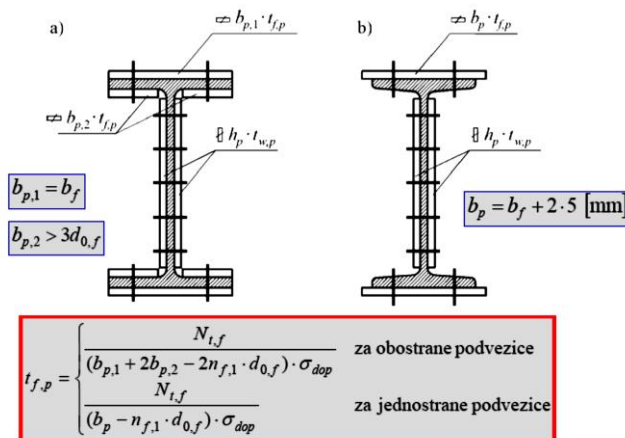 a)
▱ b_{p,1} · t_{f,p}
b)
▱ b_p · t_{f,p}
▱ b_{p,2} · t_{f,p}
h_p · t_{w,p}
h_p · t_{w,p}
b_{p,1} = b_f
b_{p,2} > 3d_{0,f}
b_p = b_f + 2 · 5 [mm]
t_{f,p} = { N_{t,f} / ((b_{p,1} + 2b_{p,2} − 2n_{f,1} · d_{0,f}) · σ_{dop}) za obostrane podvezice
N_{t,f} / ((b_p − n_{f,1} · d_{0,f}) · σ_{dop}) za jednostrane podvezice